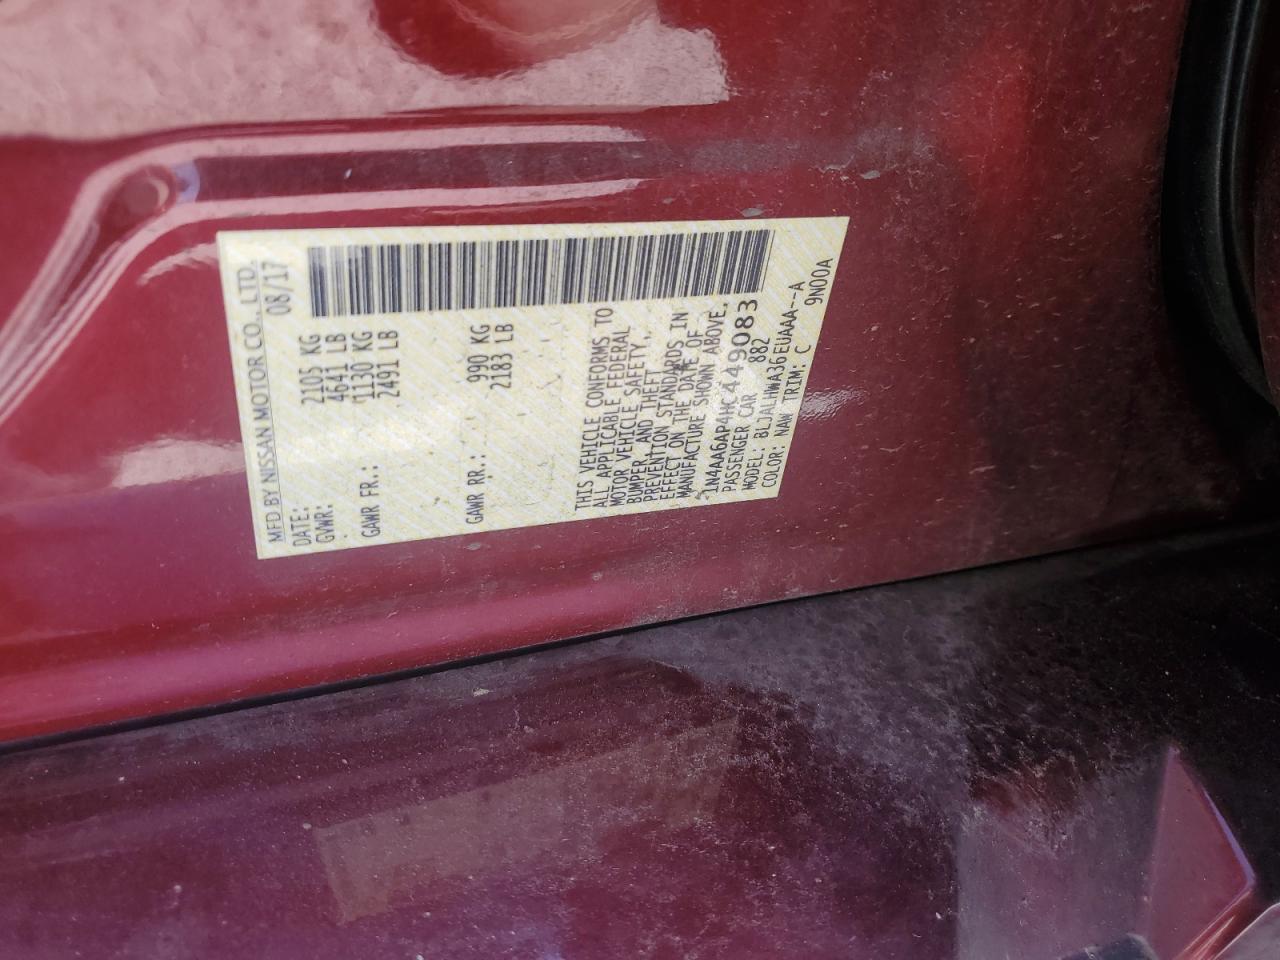 MFD BY NISSAN MOTOR CO., LTD.
DATE: 08/17
GVWR: 2105 KG
4641 LB
GAWR FR.: 1130 KG
2491 LB
GAWR RR.: 990 KG
2183 LB
THIS VEHICLE CONFORMS TO
ALL APPLICABLE FEDERAL
MOTOR VEHICLE SAFETY,
BUMPER, AND THEFT
PREVENTION STANDARDS IN
EFFECT ON THE DATE OF
MANUFACTURE SHOWN ABOVE.
1N4AA6AP4HC449083
PASSENGER CAR 882
MODEL: BLJALHWA36EUAAA--A
COLOR: NAW TRIM: C 9N00A